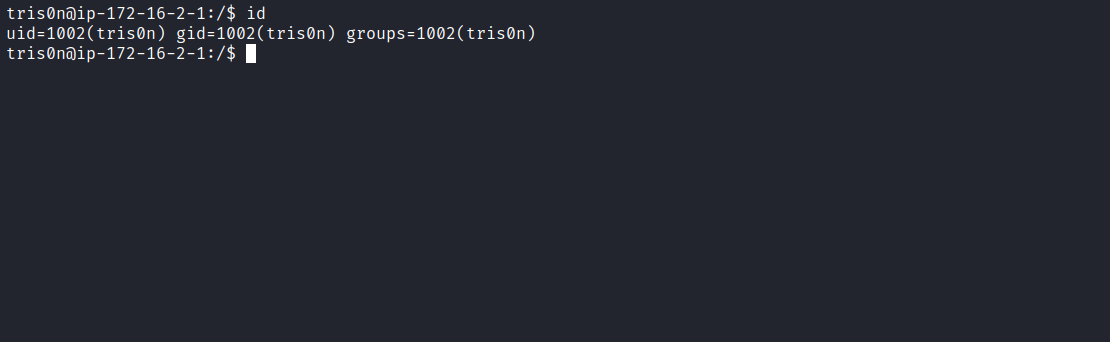 tris0n@ip-172-16-2-1:/$ id
uid=1002(tris0n) gid=1002(tris0n) groups=1002(tris0n)
tris0n@ip-172-16-2-1:/$